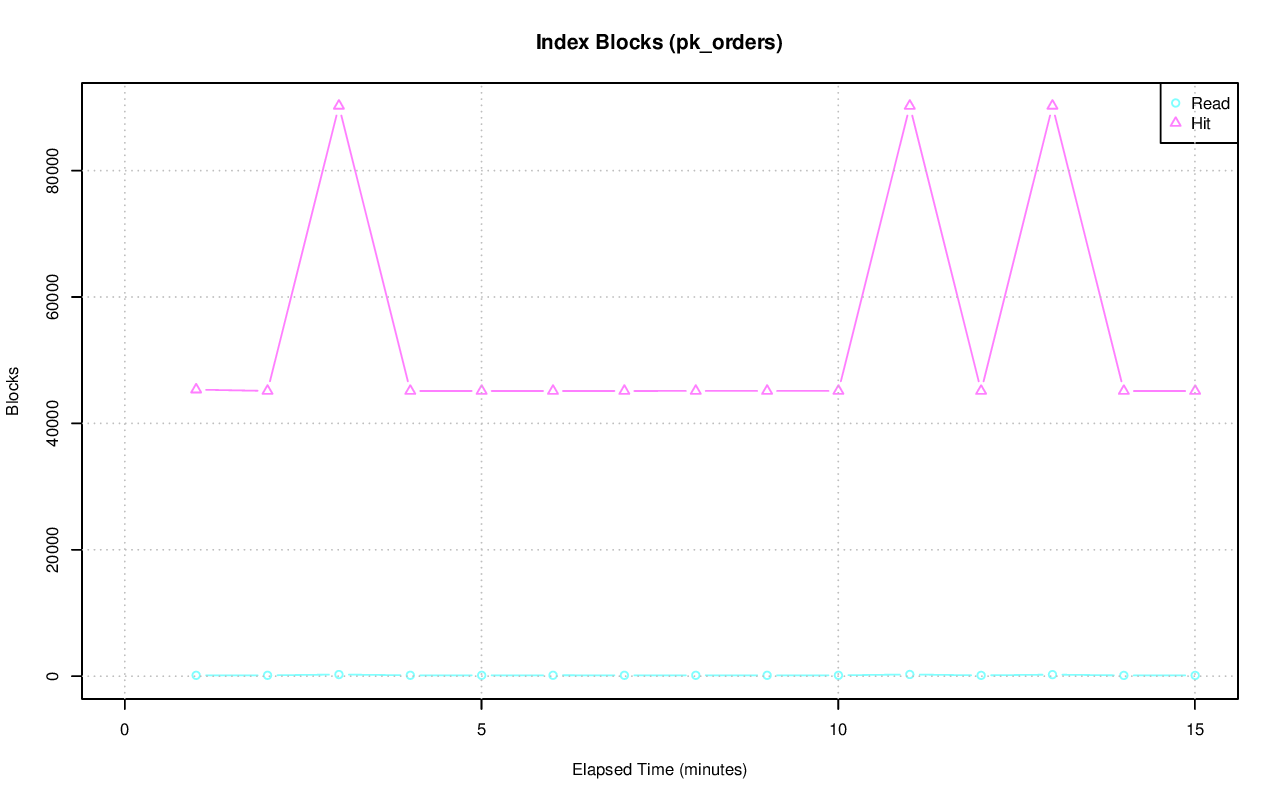 Index Blocks (pk_orders)
Read
Hit
Blocks
80000
60000
40000
20000
0
0 5 10 15
Elapsed Time (minutes)